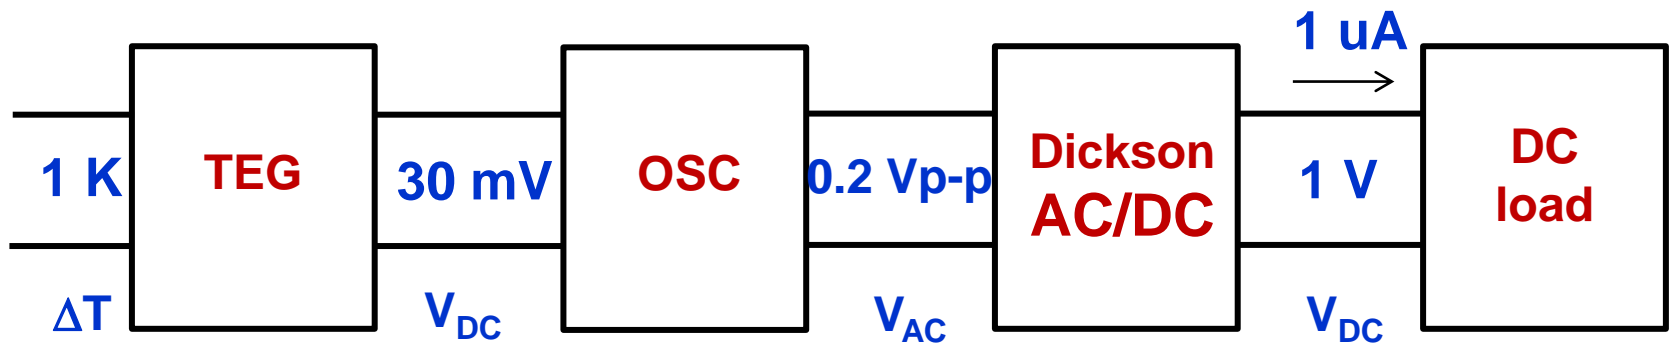 1 uA
1 K
TEG
30 mV
OSC
0.2 Vp-p
Dickson
AC/DC
1 V
DC
load
ΔT
VDC
VAC
VDC